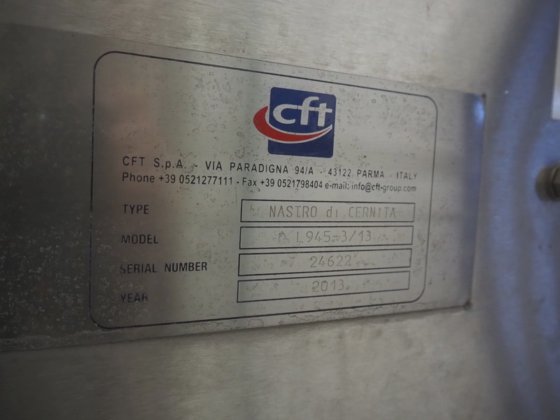 cft
CFT S.p.A. - VIA PARADIGNA 94/A - 43122 PARMA - ITALY
Phone +39 0521277111 - Fax +39 0521798404 e-mail: info@cft-group.com
TYPE NASTRO di CERNITA
MODEL L945-3/13
SERIAL NUMBER 24622
YEAR 2013